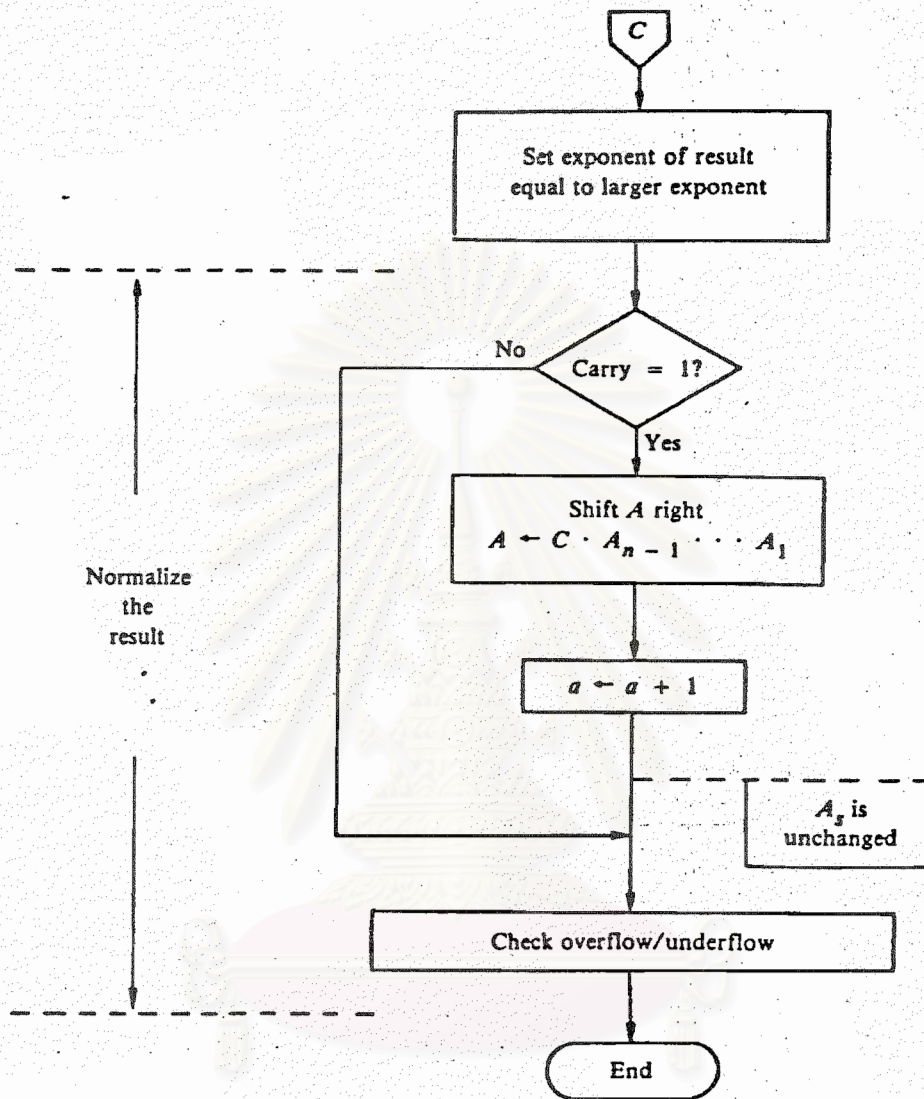 C
Set exponent of result
equal to larger exponent
No
Carry = 1?
Yes
Shift A right
A ← C · A_{n - 1} · · · A_1
Normalize
the
result
a ← a + 1
A_s is
unchanged
Check overflow/underflow
End